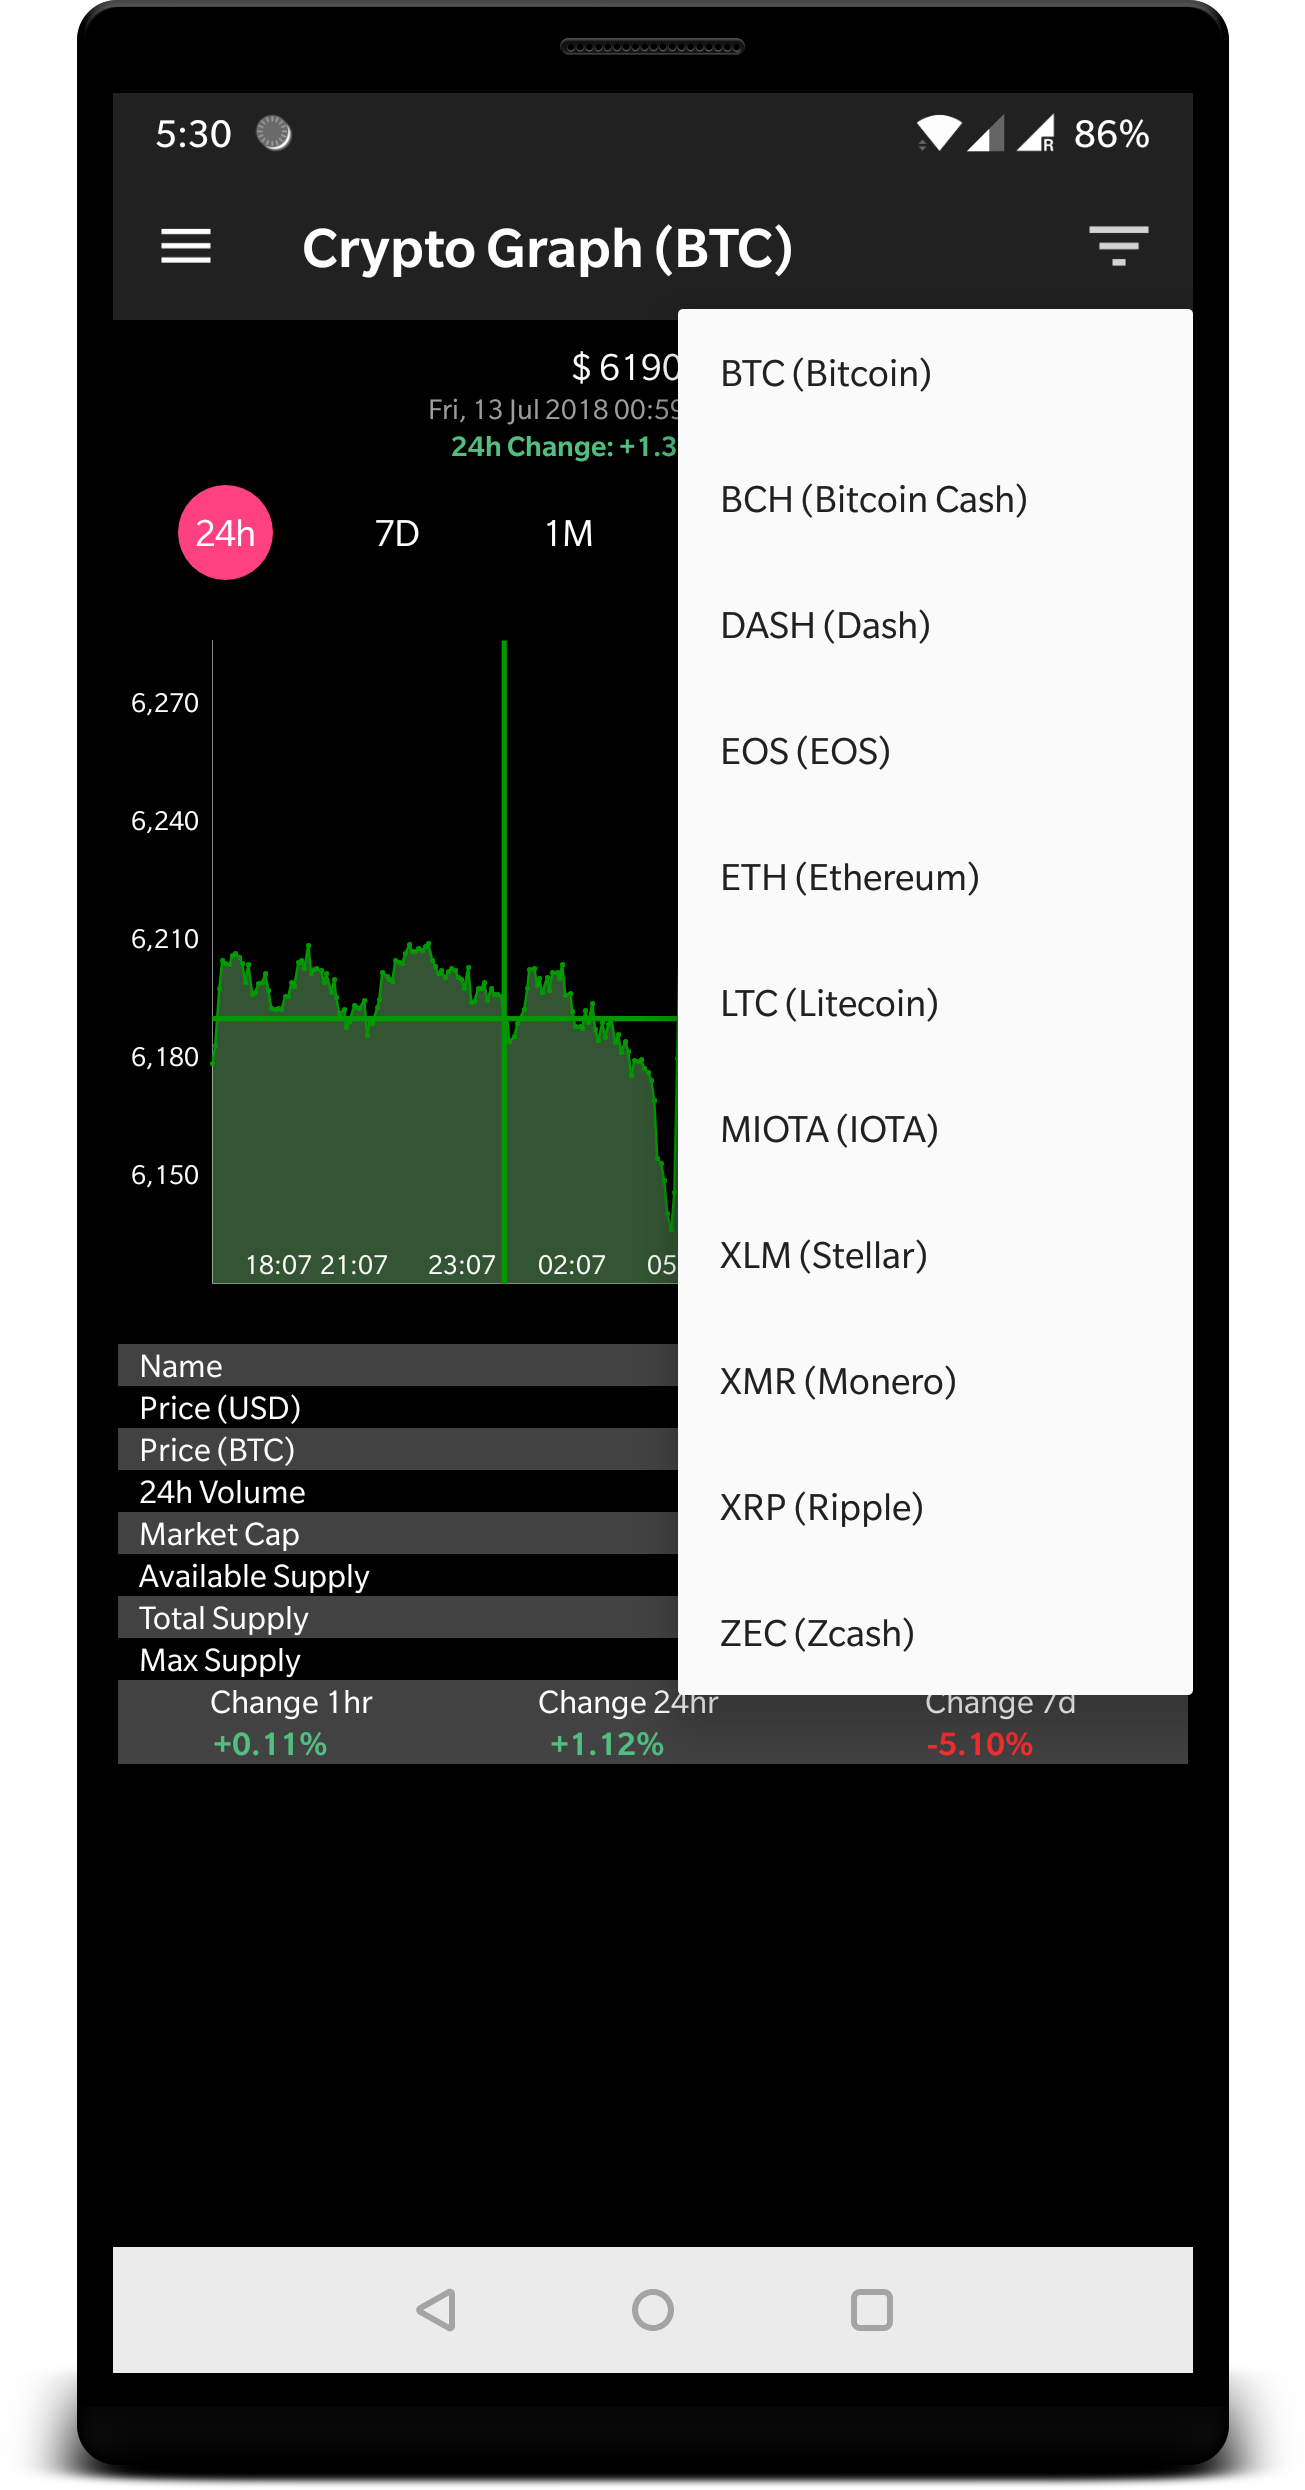 5:30 86%
Crypto Graph (BTC)
$ 6190
Fri, 13 Jul 2018 00:59
24h Change: +1.3
24h 7D 1M
6,270
6,240
6,210
6,180
6,150
18:07 21:07 23:07 02:07 05
Name
Price (USD)
Price (BTC)
24h Volume
Market Cap
Available Supply
Total Supply
Max Supply
Change 1hr Change 24hr Change 7d
+0.11% +1.12% -5.10%
BTC (Bitcoin)
BCH (Bitcoin Cash)
DASH (Dash)
EOS (EOS)
ETH (Ethereum)
LTC (Litecoin)
MIOTA (IOTA)
XLM (Stellar)
XMR (Monero)
XRP (Ripple)
ZEC (Zcash)